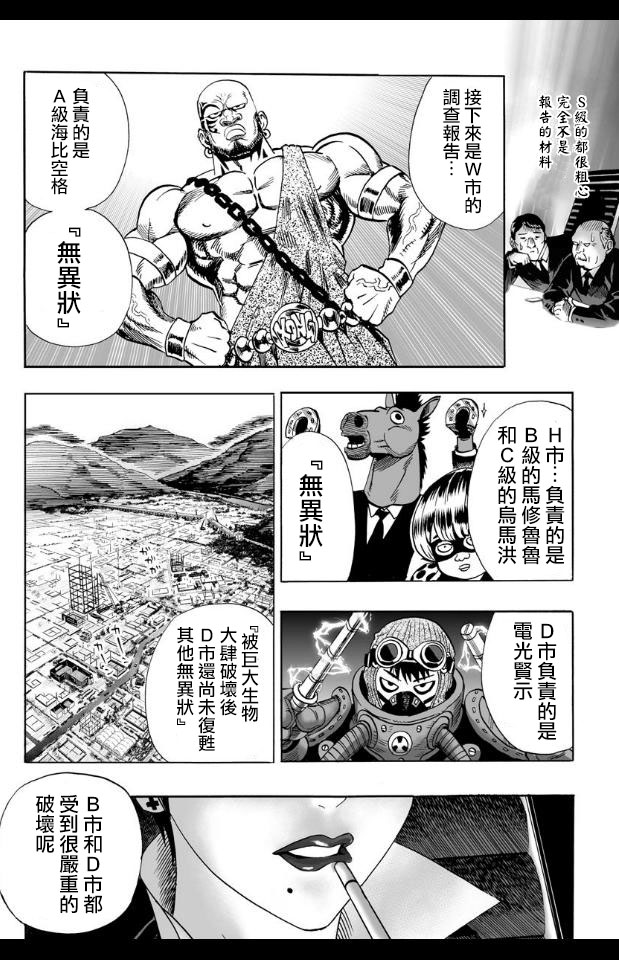 S級的都很粗心
完全不是
報告的材料
接下來是W市的
調查報告…
負責的是
A級海比空格
『無異狀』
H市…負責的是
B級的馬修魯魯
和C級的烏馬洪
『無異狀』
D市負責的是
電光賢示
『被巨大生物
大肆破壞後
D市還尚未復甦
其他無異狀』
B市和D市都
受到很嚴重的
破壞呢